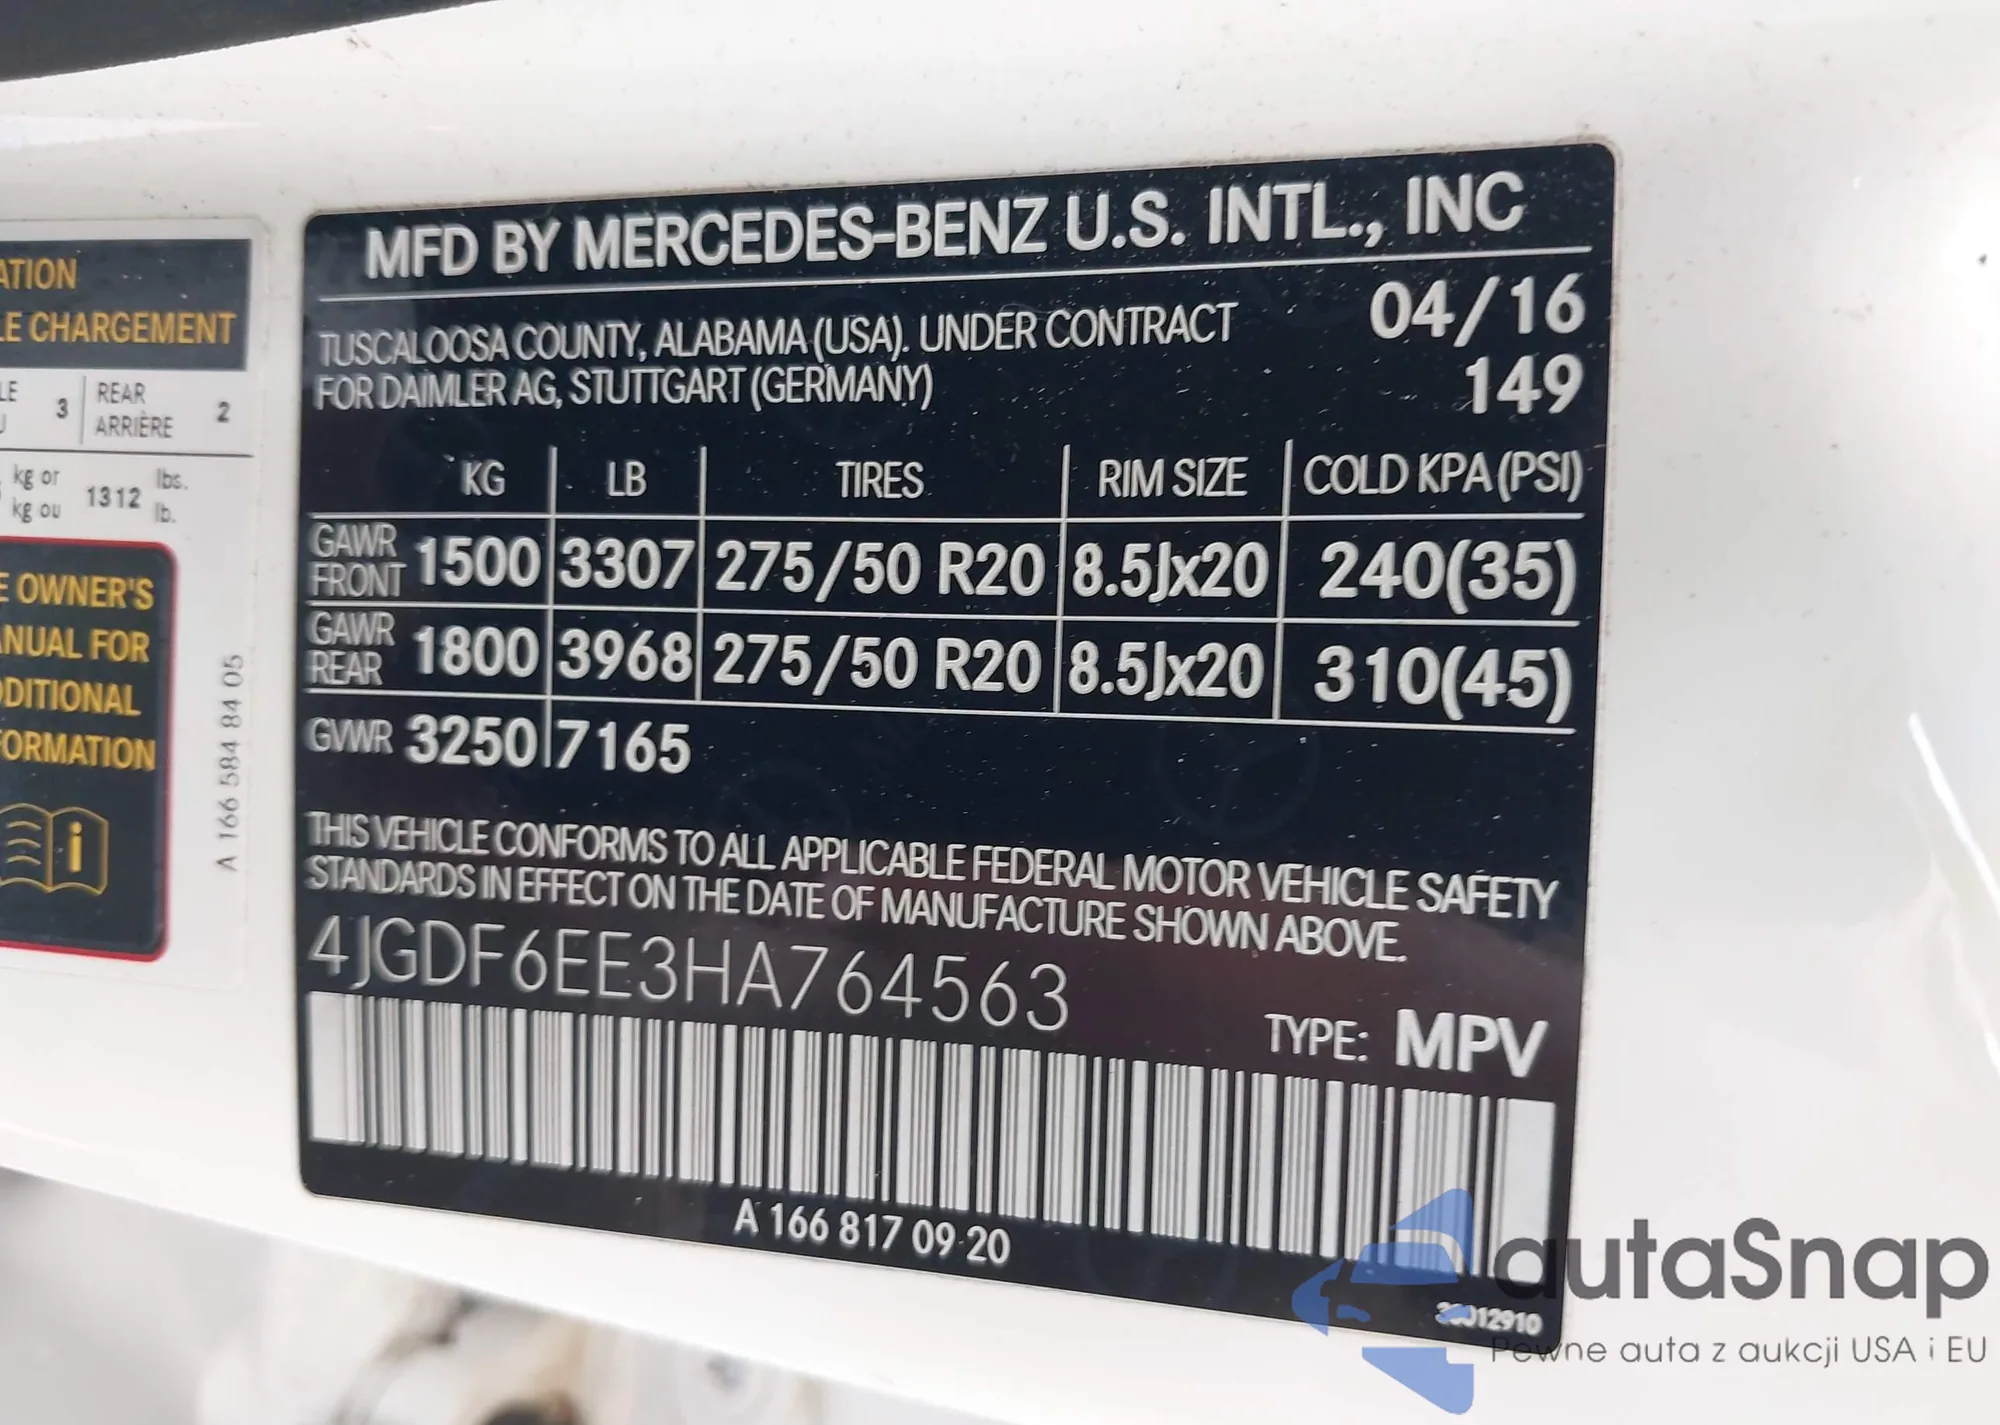 ATION
LE CHARGEMENT
LE 3 REAR 2
U ARRIÈRE
kg or 1312 lbs.
kg ou lb.
E OWNER'S
ANUAL FOR
DDITIONAL
FORMATION
i
A 166 584 84 05
MFD BY MERCEDES-BENZ U.S. INTL., INC
TUSCALOOSA COUNTY, ALABAMA (USA). UNDER CONTRACT 04/16
FOR DAIMLER AG, STUTTGART (GERMANY) 149
KG LB TIRES RIM SIZE COLD KPA (PSI)
GAWR FRONT 1500 3307 275/50 R20 8.5Jx20 240(35)
GAWR REAR 1800 3968 275/50 R20 8.5Jx20 310(45)
GVWR 3250 7165
THIS VEHICLE CONFORMS TO ALL APPLICABLE FEDERAL MOTOR VEHICLE SAFETY
STANDARDS IN EFFECT ON THE DATE OF MANUFACTURE SHOWN ABOVE.
4JGDF6EE3HA764563
TYPE: MPV
A 166 817 09 20
autaSnap
Pewne auta z aukcji USA i EU